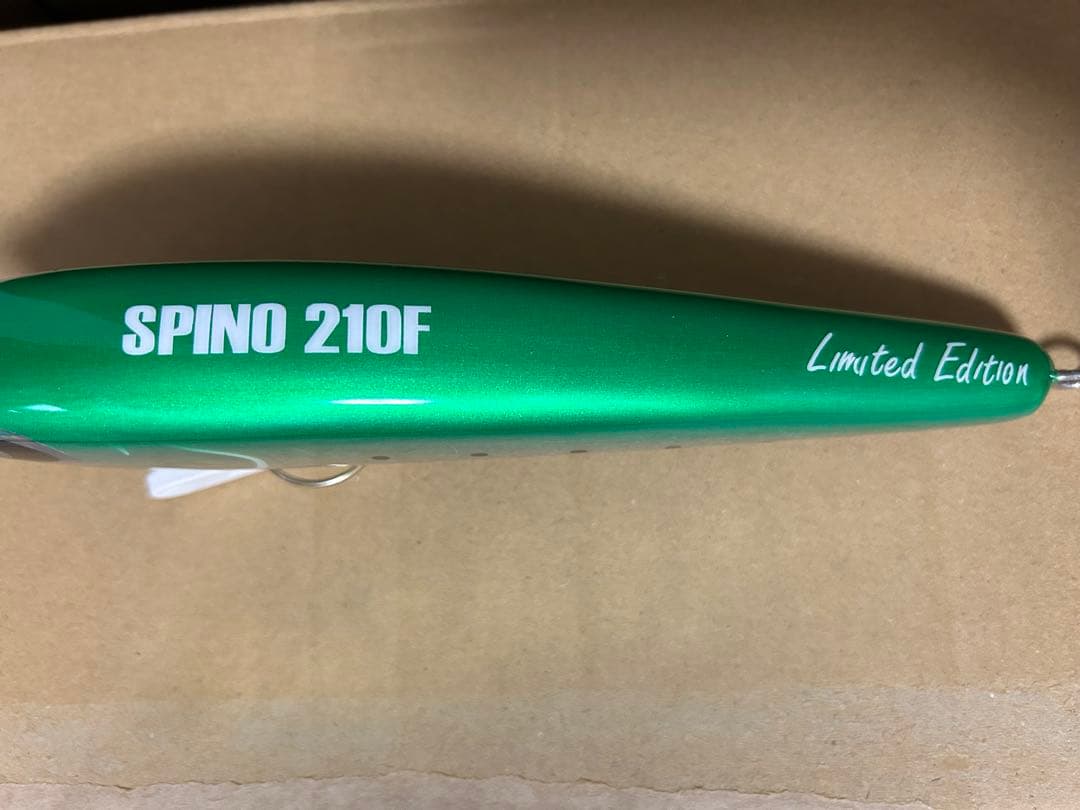 SPINO 210F
Limited Edition